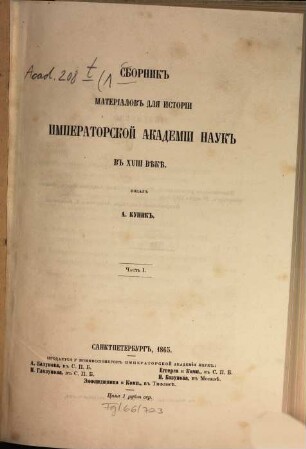 Acad. 208 t/(1
СБОРНИКЪ
МАТЕРІАЛОВЪ ДЛЯ ИСТОРІИ
ИМПЕРАТОРСКОЙ АКАДЕМІИ НАУКЪ
ВЪ XVIII ВѢКѢ.
ИЗДАЛЪ
А. КУНИКЪ.
Часть I.
САНКТПЕТЕРБУРГЪ, 1865.
ПРОДАЕТСЯ У КОММИССІОНЕРОВЪ ИМПЕРАТОРСКОЙ АКАДЕМІИ НАУКЪ:
А. Базунова, въ С. П. Б. Эггерса и Комп., въ С. П. Б.
И. Глазунова, въ С. П. Б. И. Базунова, въ Москвѣ.
Энфянджянца и Комп., въ Тифлисѣ.
Цѣна 1 рубль сер.